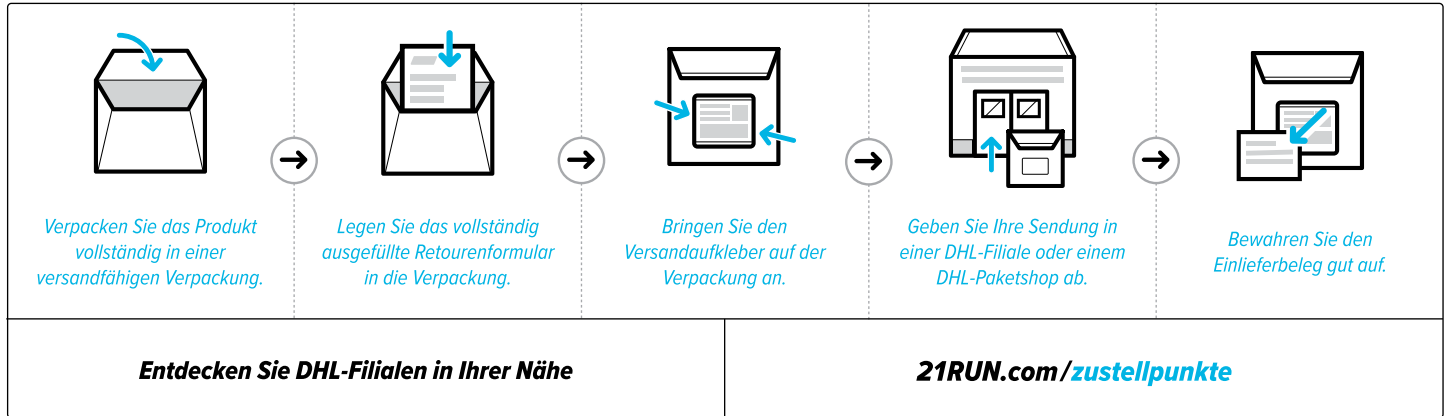 Verpacken Sie das Produkt
vollständig in einer
versandfähigen Verpackung.
Legen Sie das vollständig
ausgefüllte Retourenformular
in die Verpackung.
Bringen Sie den
Versandaufkleber auf der
Verpackung an.
Geben Sie Ihre Sendung in
einer DHL-Filiale oder einem
DHL-Paketshop ab.
Bewahren Sie den
Einlieferbeleg gut auf.
Entdecken Sie DHL-Filialen in Ihrer Nähe
21RUN.com/zustellpunkte